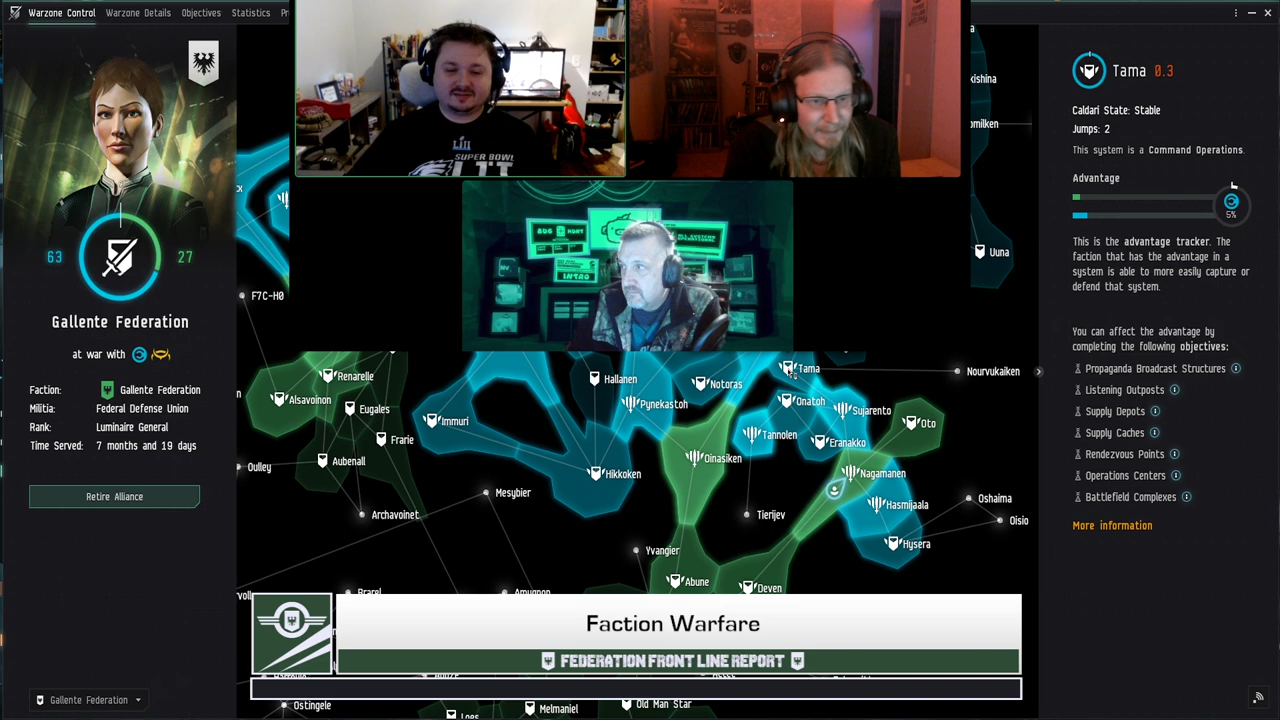 Warzone Control
Warzone Details
Objectives
Statistics
63
27
Gallente Federation
at war with
Faction:
Gallente Federation
Militia:
Federal Defense Union
Rank:
Luminaire General
Time Served:
7 months and 19 days
Retire Alliance
Gallente Federation
LII
SUPER BOWL
INTRO
F7C-H0
Renarelle
Alsavoinon
Eugales
Frarie
Aubenall
Oulley
Archavoinet
Immuri
Hallanen
Pynekastoh
Notoras
Tama
Nourvukaiken
Onatoh
Sujarento
Oto
Tannolen
Eranakko
Oinasiken
Hikkoken
Nagamanen
Mesybier
Hasmijaala
Oshaima
Oisio
Tierijev
Hysera
Yvangier
Abune
Deven
Uuna
Faction Warfare
FEDERATION FRONT LINE REPORT
Ostingele
Melmaniel
Old Man Star
Tama 0.3
Caldari State: Stable
Jumps: 2
This system is a Command Operations.
Advantage
5%
This is the advantage tracker. The
faction that has the advantage in a
system is able to more easily capture or
defend that system.
You can affect the advantage by
completing the following objectives:
Propaganda Broadcast Structures
Listening Outposts
Supply Depots
Supply Caches
Rendezvous Points
Operations Centers
Battlefield Complexes
More information